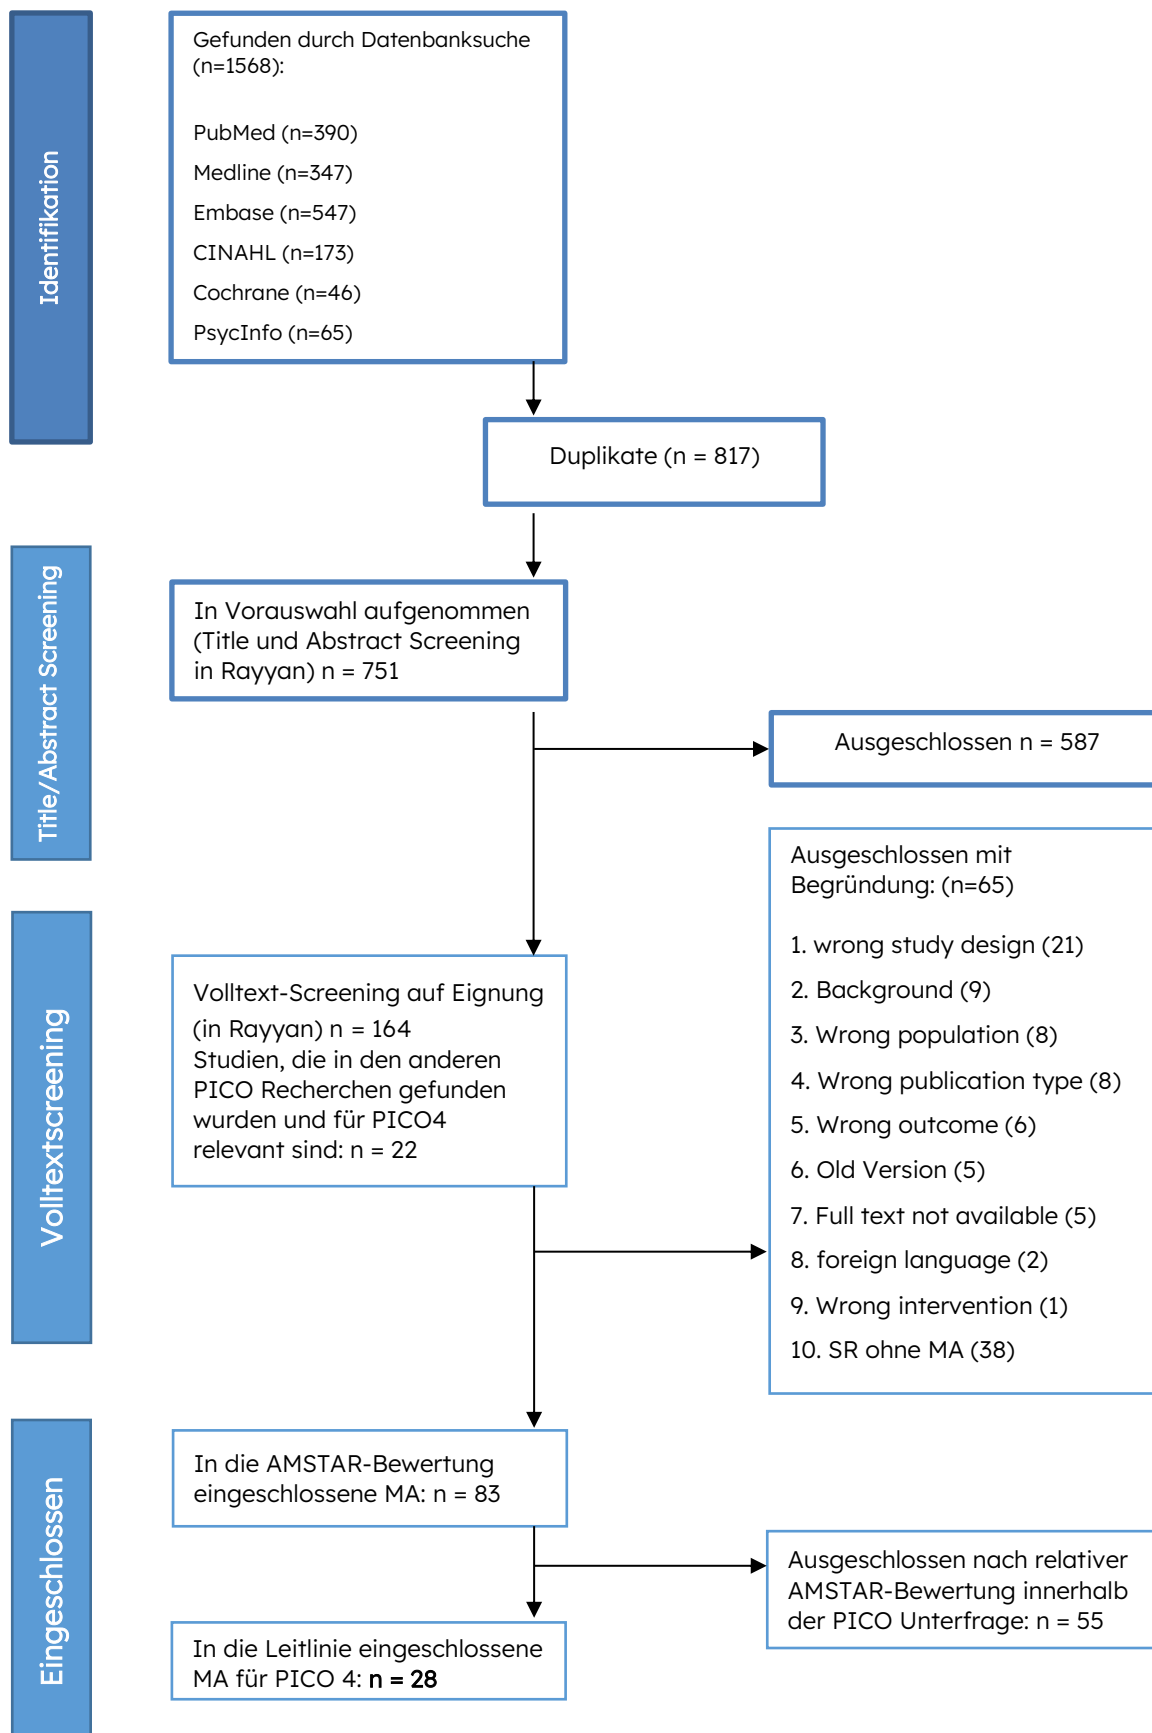 Identifikation
Gefunden durch Datenbanksuche
(n=1568):
PubMed (n=390)
Medline (n=347)
Embase (n=547)
CINAHL (n=173)
Cochrane (n=46)
PsycInfo (n=65)
Duplikate (n = 817)
Title/Abstract Screening
In Vorauswahl aufgenommen
(Title und Abstract Screening
in Rayyan) n = 751
Ausgeschlossen n = 587
Volltextscreening
Volltext-Screening auf Eignung
(in Rayyan) n = 164
Studien, die in den anderen
PICO Recherchen gefunden
wurden und für PICO4
relevant sind: n = 22
Ausgeschlossen mit
Begründung: (n=65)
1. wrong study design (21)
2. Background (9)
3. Wrong population (8)
4. Wrong publication type (8)
5. Wrong outcome (6)
6. Old Version (5)
7. Full text not available (5)
8. foreign language (2)
9. Wrong intervention (1)
10. SR ohne MA (38)
Eingeschlossen
In die AMSTAR-Bewertung
eingeschlossene MA: n = 83
Ausgeschlossen nach relativer
AMSTAR-Bewertung innerhalb
der PICO Unterfrage: n = 55
In die Leitlinie eingeschlossene
MA für PICO 4: n = 28